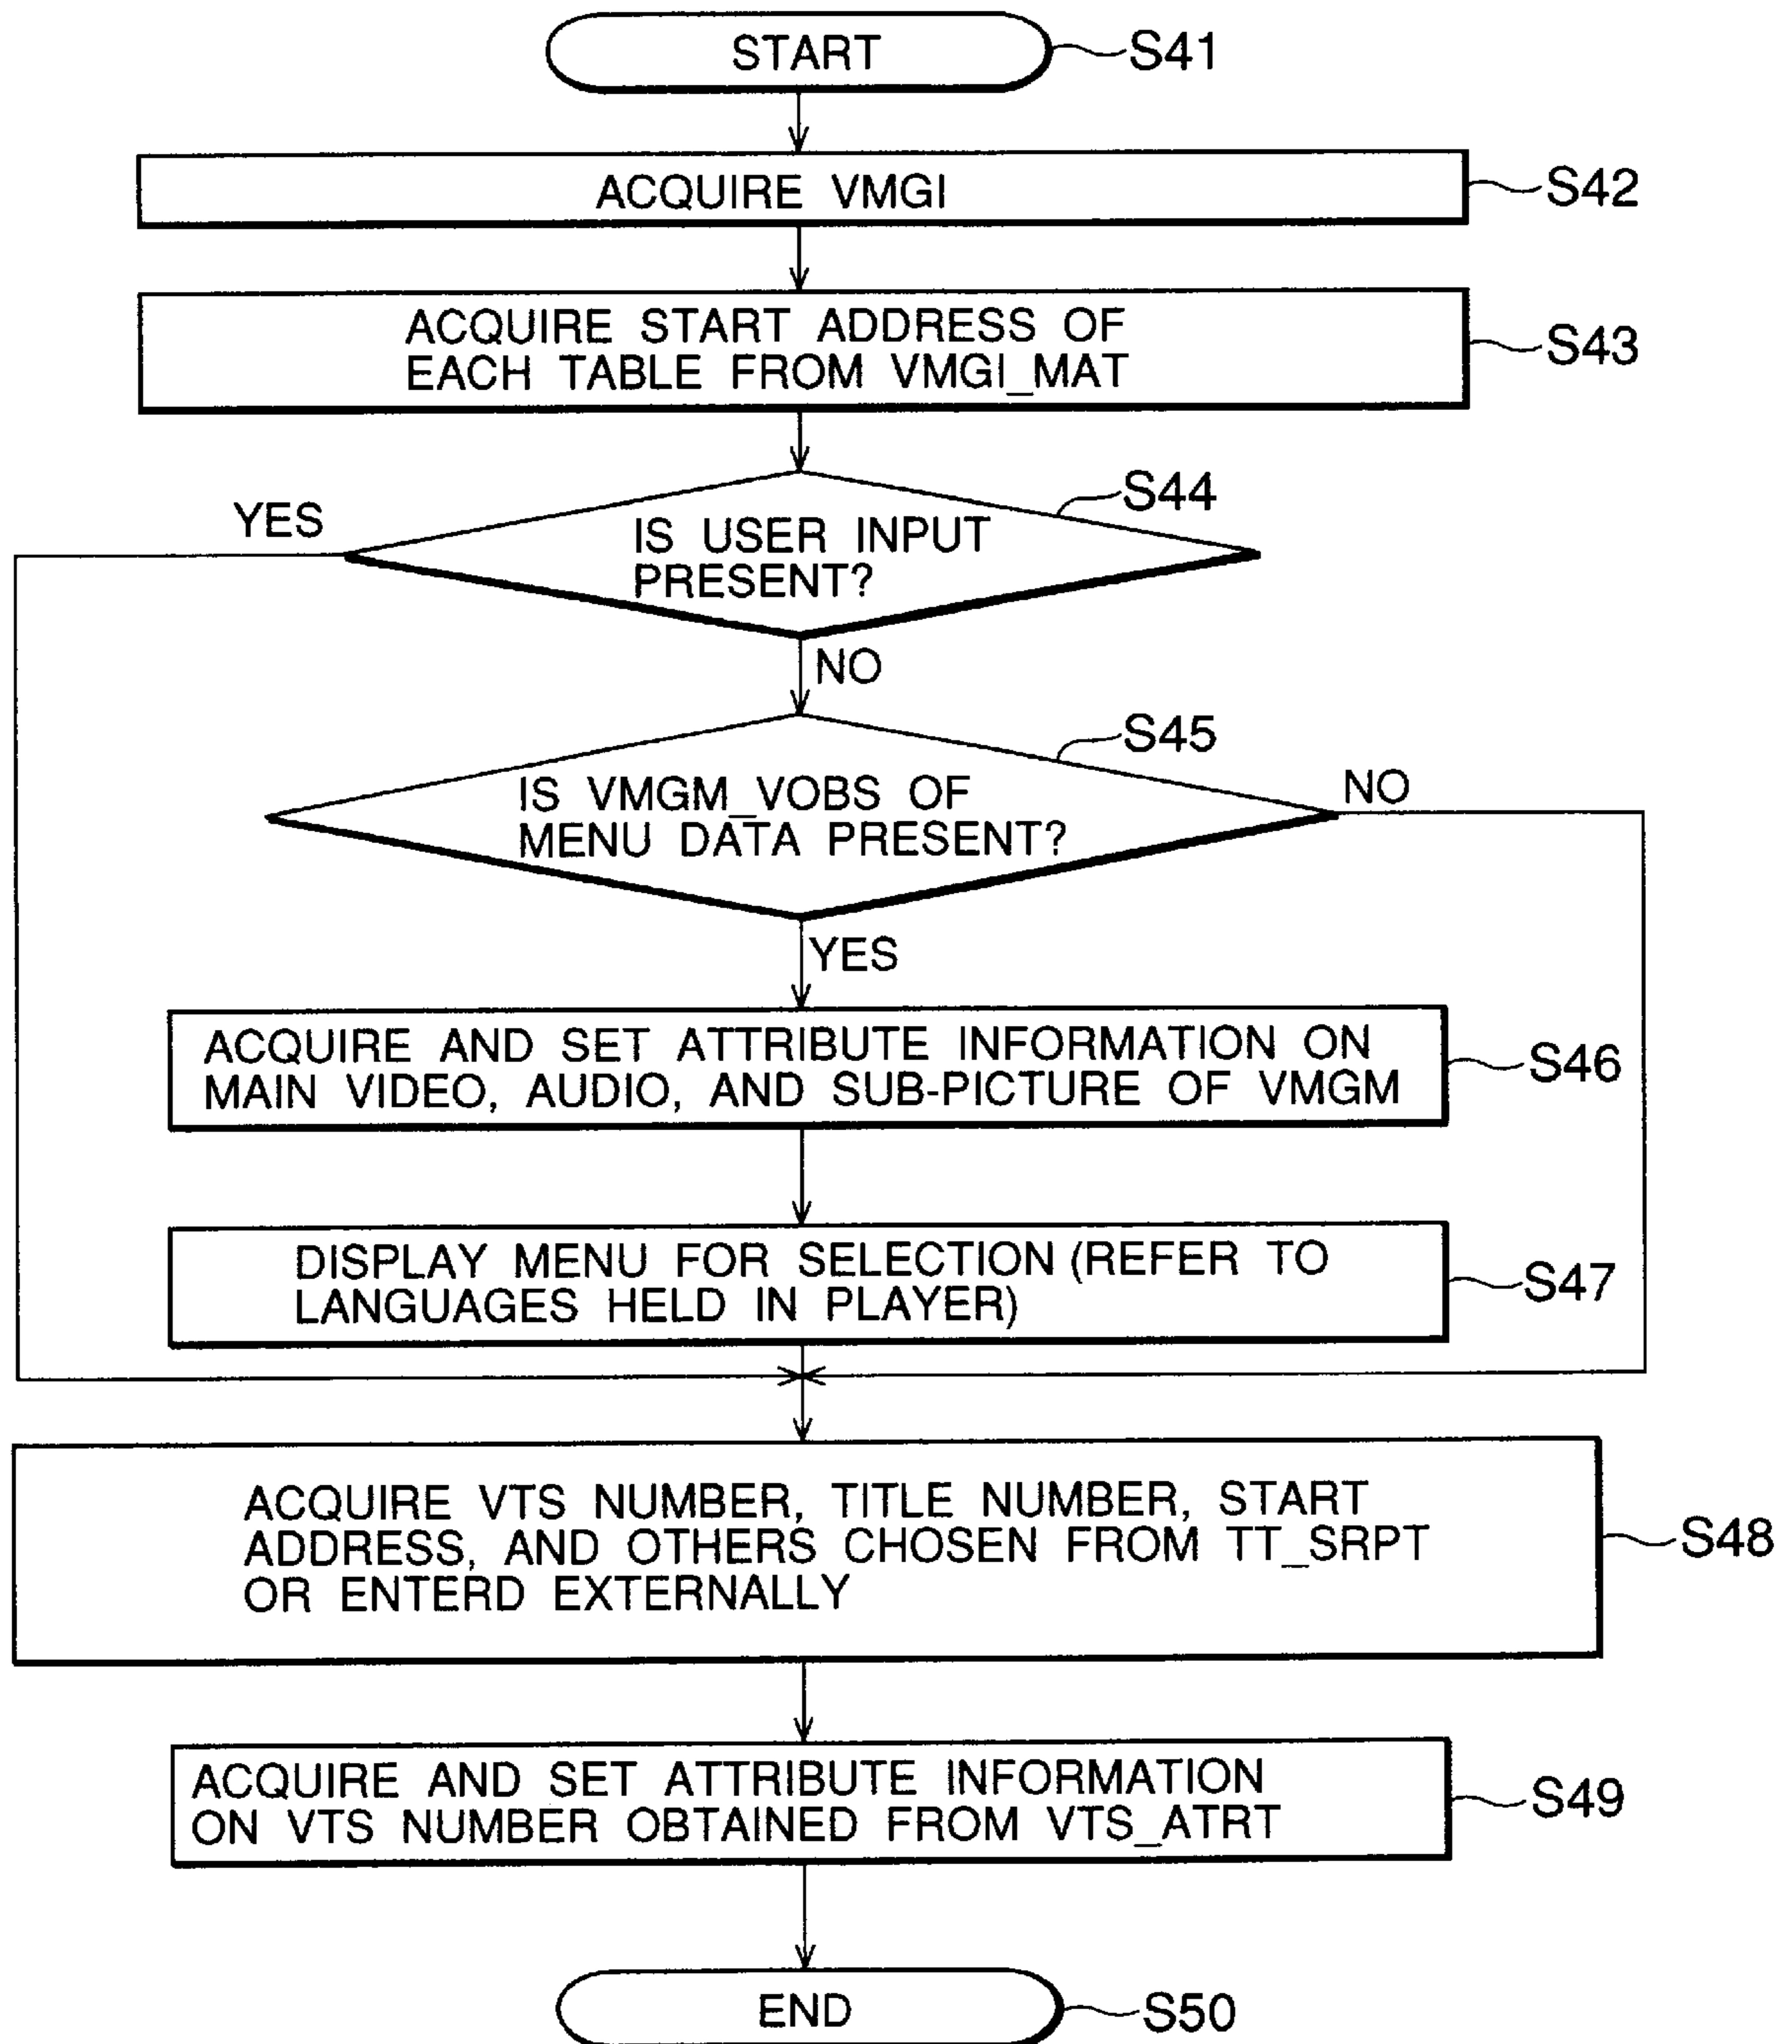 START
S41
ACQUIRE VMGI
S42
ACQUIRE START ADDRESS OF
EACH TABLE FROM VMGI_MAT
S43
S44
YES
IS USER INPUT
PRESENT?
NO
S45
IS VMGM_VOBS OF
MENU DATA PRESENT?
NO
YES
ACQUIRE AND SET ATTRIBUTE INFORMATION ON
MAIN VIDEO, AUDIO, AND SUB-PICTURE OF VMGM
S46
DISPLAY MENU FOR SELECTION (REFER TO
LANGUAGES HELD IN PLAYER)
S47
ACQUIRE VTS NUMBER, TITLE NUMBER, START
ADDRESS, AND OTHERS CHOSEN FROM TT_SRPT
OR ENTERD EXTERNALLY
S48
ACQUIRE AND SET ATTRIBUTE INFORMATION
ON VTS NUMBER OBTAINED FROM VTS_ATRT
S49
END
S50